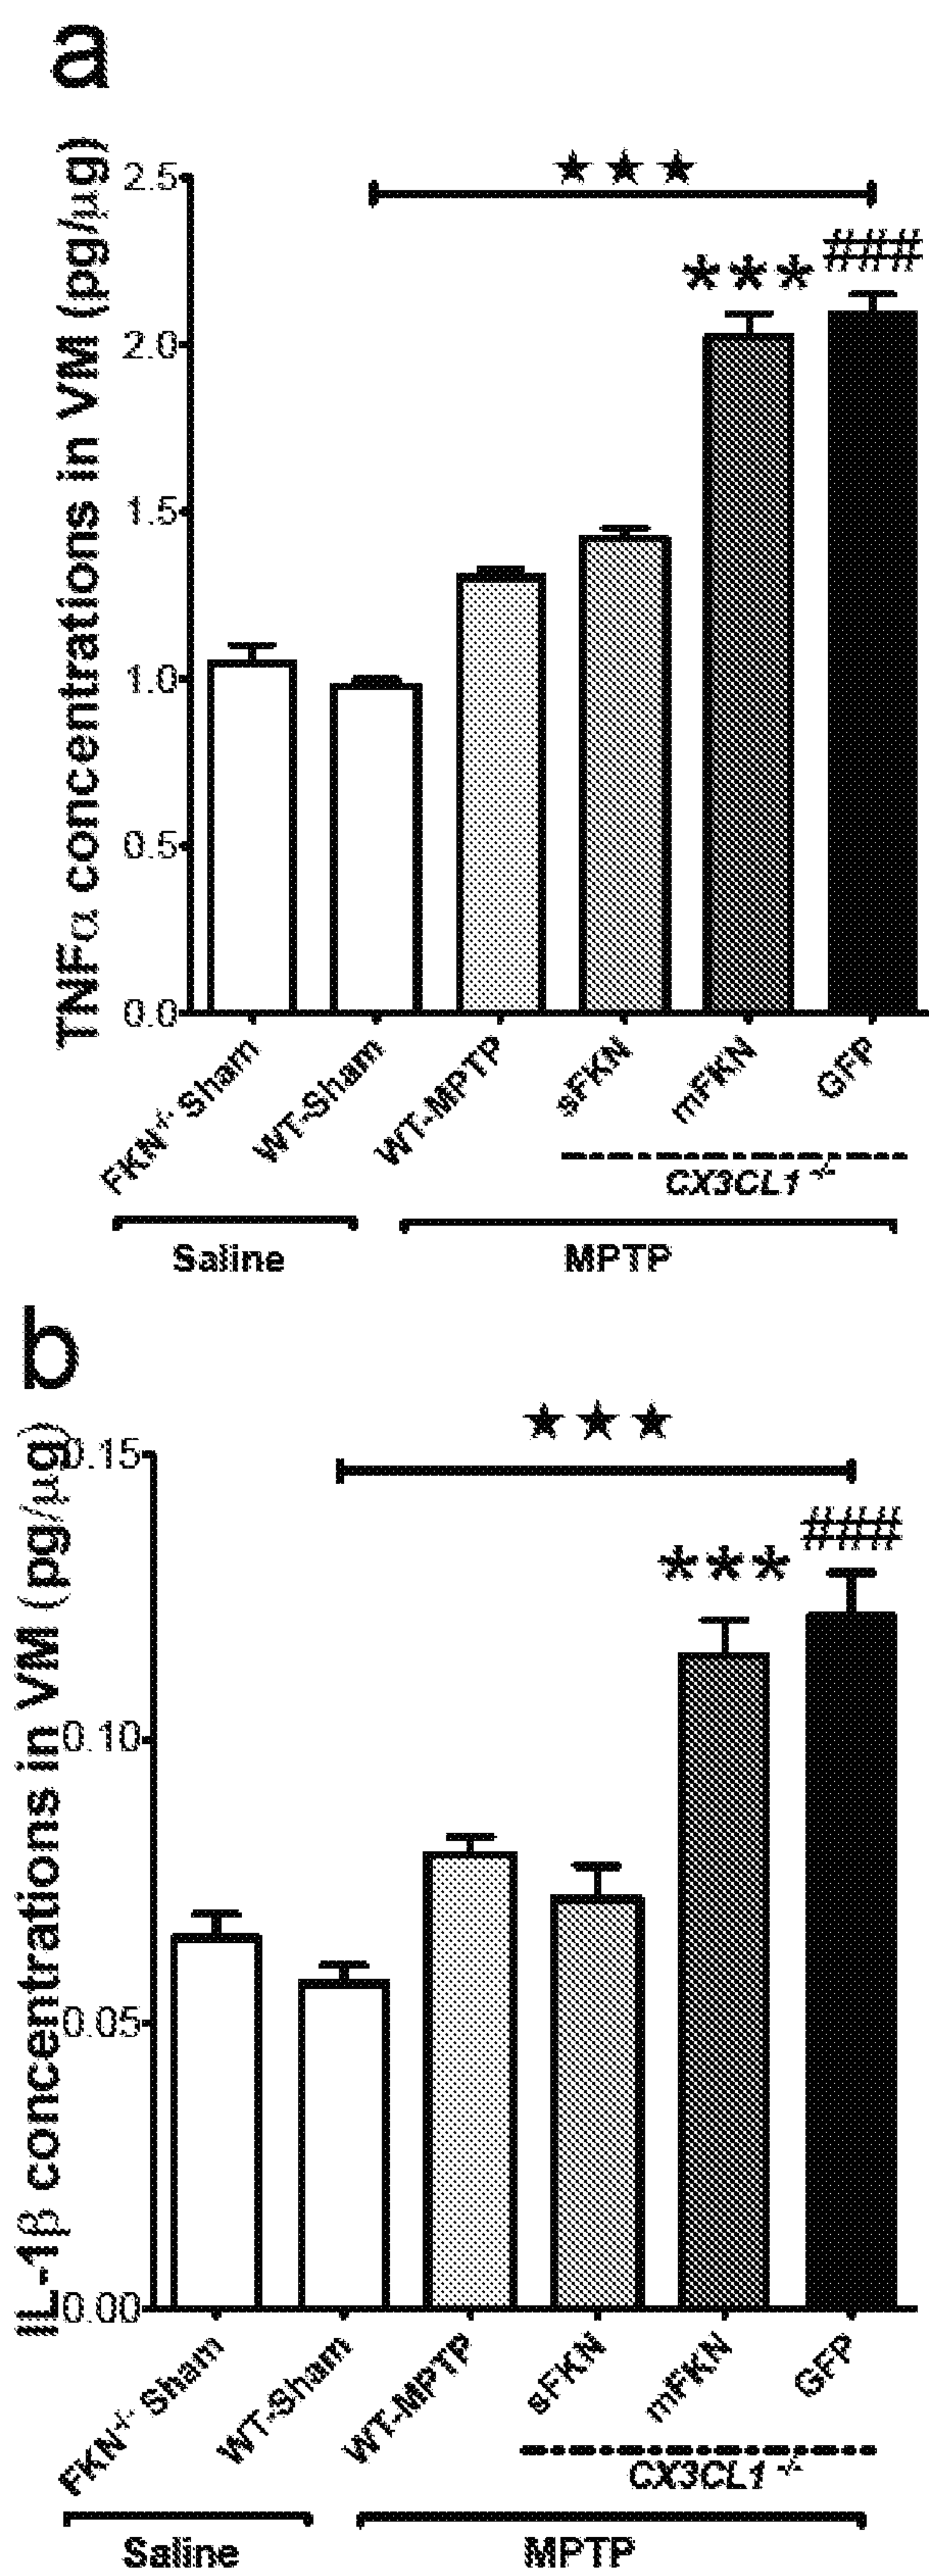 a
TNFα concentrations in VM (pg/μg)
★★★
2.5
###
***
2.0
1.5
1.0
0.5
0.0
FKN-/- Sham
WT-Sham
WT-MPTP
sFKN
mFKN
GFP
CX3CL1 -/-
Saline
MPTP
b
IL-1β concentrations in VM (pg/μg)
★★★
0.15
###
***
0.10
0.05
0.00
FKN-/- Sham
WT-Sham
WT-MPTP
sFKN
mFKN
GFP
CX3CL1 -/-
Saline
MPTP